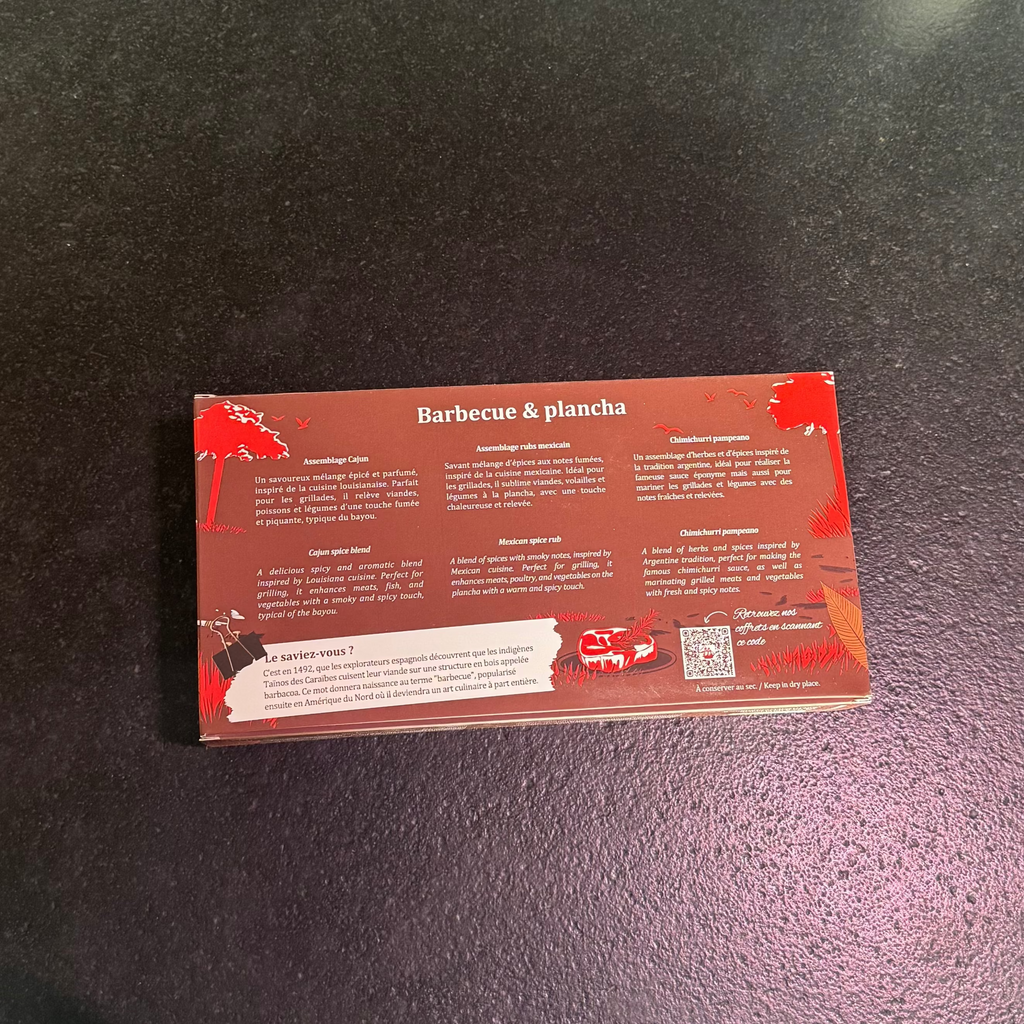 Barbecue & plancha
Assemblage Cajun
Un savoureux mélange épicé et parfumé,
inspiré de la cuisine louisianaise. Parfait
pour les grillades, il relève viandes,
poissons et légumes d'une touche fumée
et piquante, typique du bayou.
Assemblage rubs mexicain
Savant mélange d'épices aux notes fumées,
inspiré de la cuisine mexicaine. Idéal pour
les grillades, il sublime viandes, volailles et
légumes à la plancha, avec une touche
chaleureuse et relevée.
Chimichurri pampeano
Un assemblage d'herbes et d'épices inspiré de
la tradition argentine, idéal pour réaliser la
fameuse sauce éponyme mais aussi pour
mariner les grillades et légumes avec des
notes fraîches et relevées.
Cajun spice blend
A delicious spicy and aromatic blend
inspired by Louisiana cuisine. Perfect for
grilling, it enhances meats, fish, and
vegetables with a smoky and spicy touch,
typical of the bayou.
Mexican spice rub
A blend of spices with smoky notes, inspired by
Mexican cuisine. Perfect for grilling, it
enhances meats, poultry, and vegetables on the
plancha with a warm and spicy touch.
Chimichurri pampeano
A blend of herbs and spices inspired by
Argentine tradition, perfect for making the
famous chimichurri sauce, as well as
marinating grilled meats and vegetables
with fresh and spicy notes.
Le saviez-vous ?
C'est en 1492, que les explorateurs espagnols découvrent que les indigènes
Taïnos des Caraïbes cuisent leur viande sur une structure en bois appelée
barbacoa. Ce mot donnera naissance au terme "barbecue", popularisé
ensuite en Amérique du Nord où il deviendra un art culinaire à part entière.
Retrouvez nos
coffrets en scannant
ce code
À conserver au sec. / Keep in dry place.